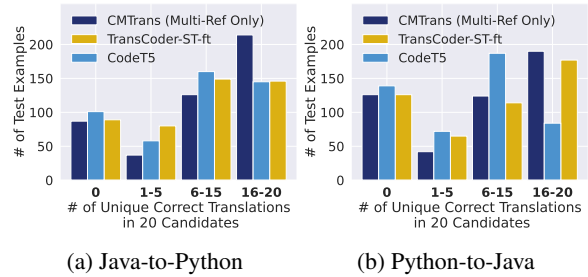 CMTrans (Multi-Ref Only)
TransCoder-ST-ft
CodeT5
# of Test Examples
200
150
100
50
0
0 1-5 6-15 16-20
# of Unique Correct Translations
in 20 Candidates
(a) Java-to-Python
CMTrans (Multi-Ref Only)
TransCoder-ST-ft
CodeT5
# of Test Examples
200
150
100
50
0
0 1-5 6-15 16-20
# of Unique Correct Translations
in 20 Candidates
(b) Python-to-Java